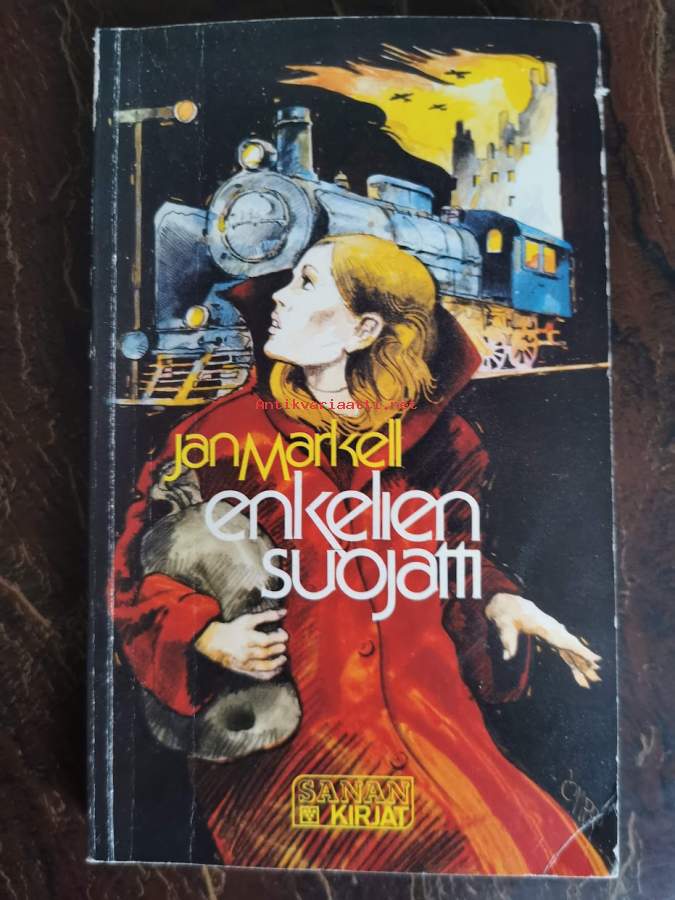 Antikvariaatti.net
Jan Markell
enkelien
suojatti
SANAN
KIRJAT